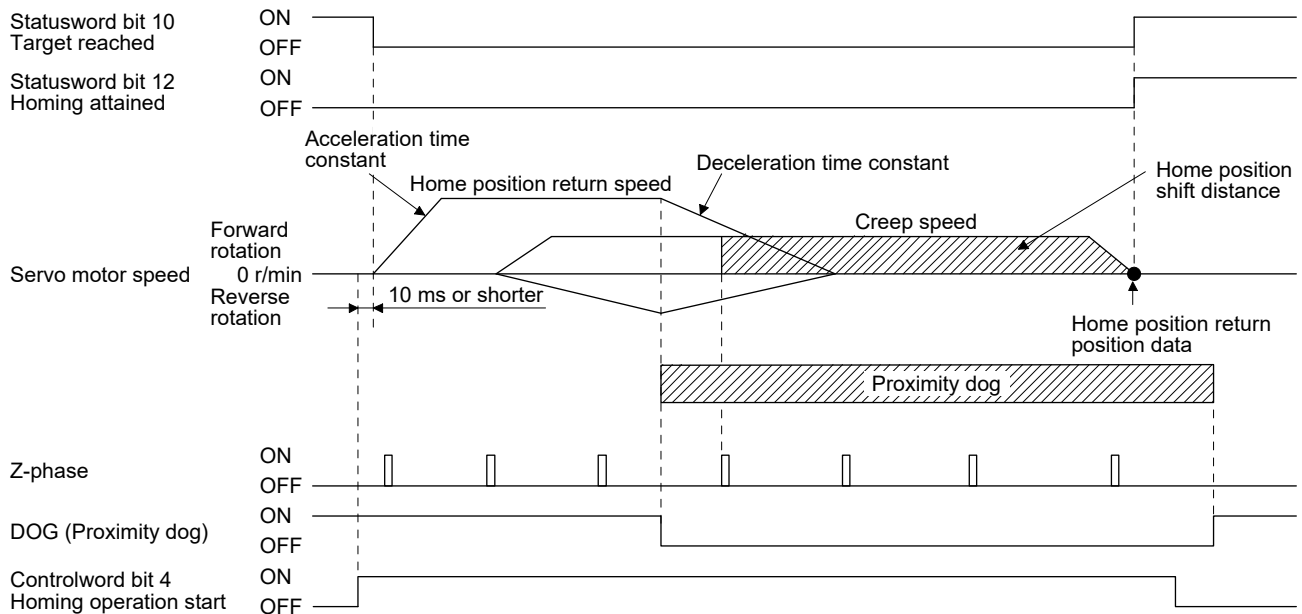 Statusword bit 10
Target reached
ON
OFF
Statusword bit 12
Homing attained
ON
OFF
Acceleration time
constant
Home position return speed
Deceleration time constant
Home position
shift distance
Creep speed
Forward
rotation
Servo motor speed
0 r/min
Reverse
rotation
10 ms or shorter
Home position return
position data
Proximity dog
Z-phase
ON
OFF
DOG (Proximity dog)
ON
OFF
Controlword bit 4
Homing operation start
ON
OFF